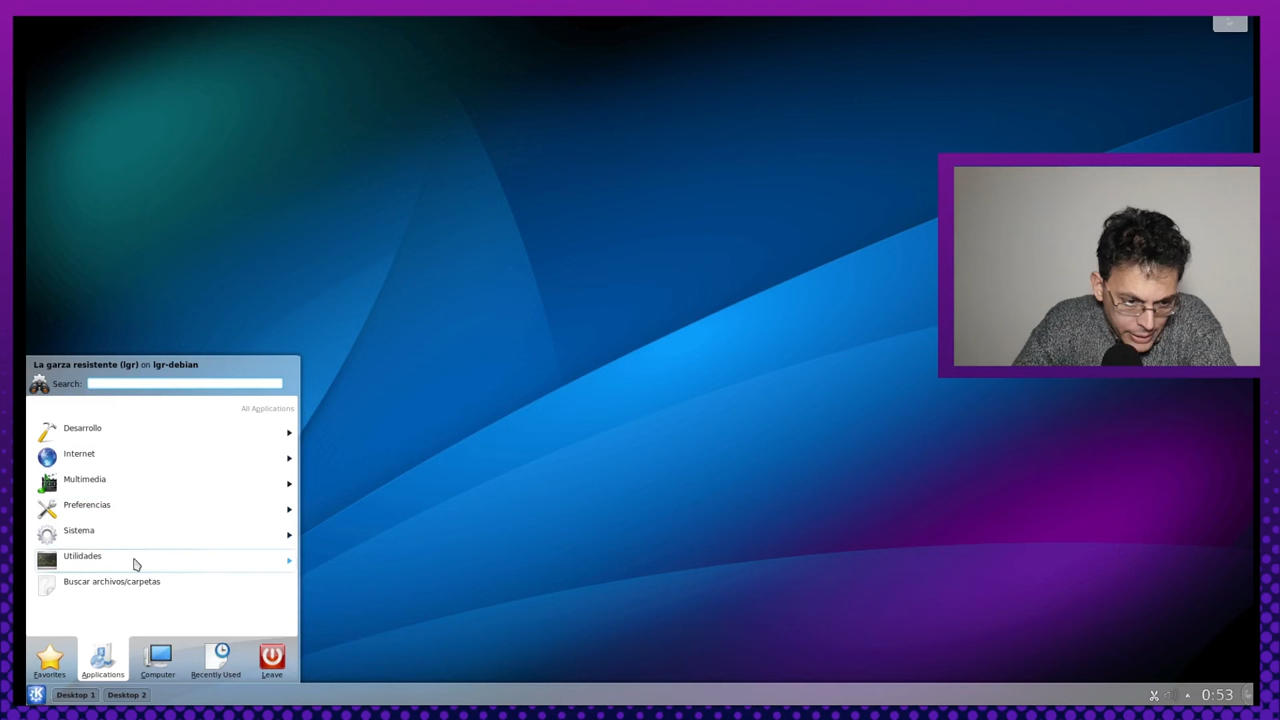 La garza resistente (lgr) on lgr-debian
Search:
All Applications
Desarrollo
Internet
Multimedia
Preferencias
Sistema
Utilidades
Buscar archivos/carpetas
Favorites Applications Computer Recently Used Leave
Desktop 1 Desktop 2 0:53